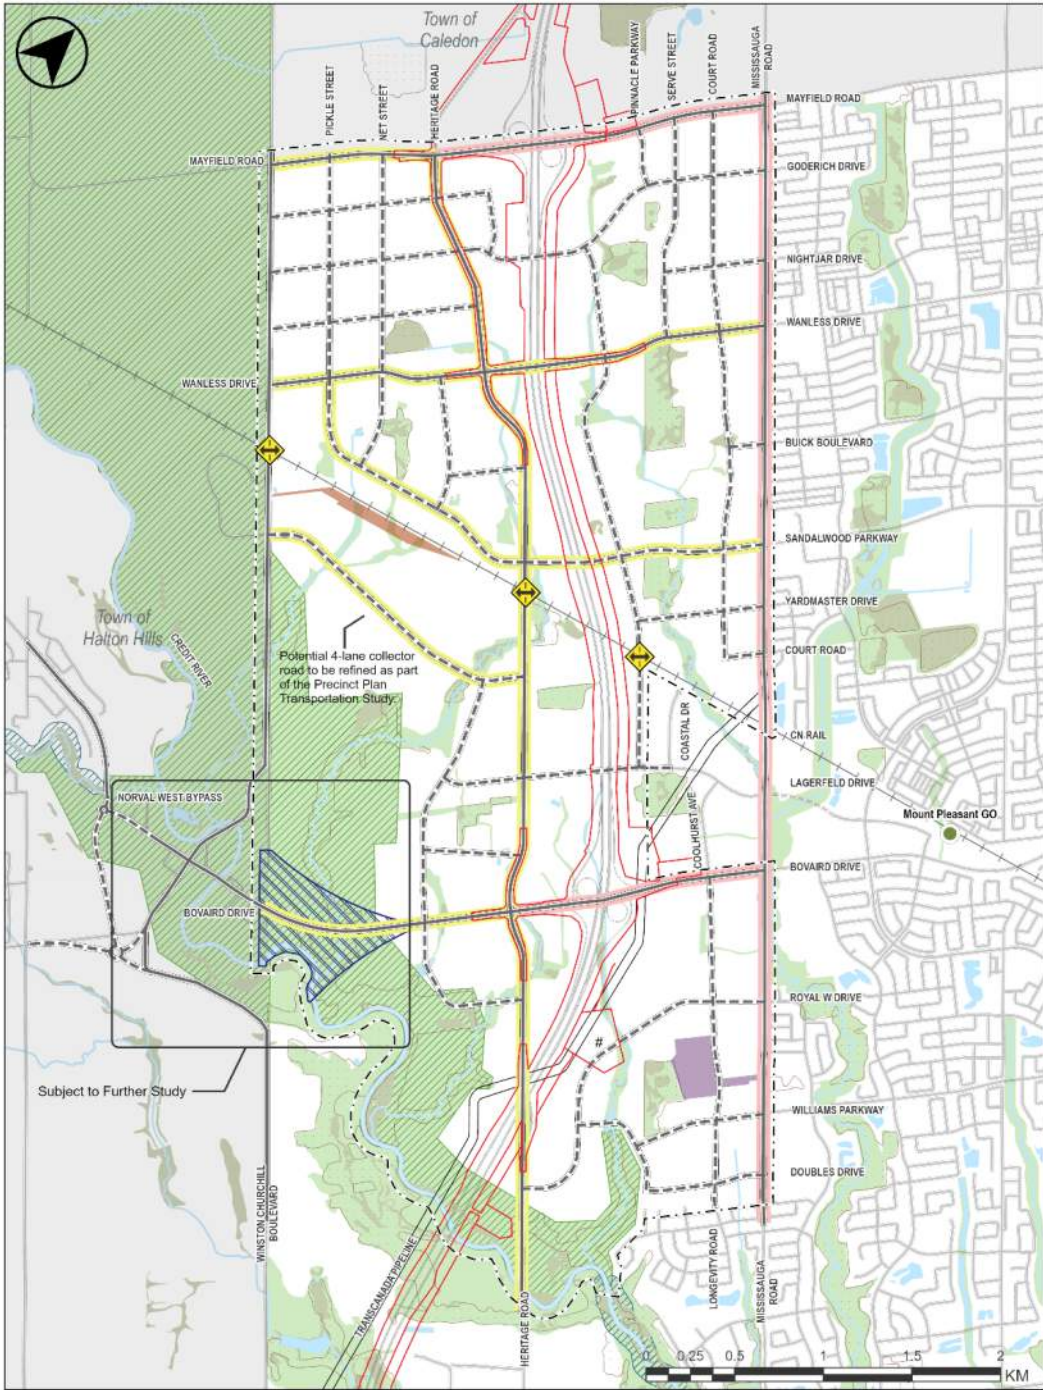 Town of
Caledon
PICKLE STREET
NET STREET
HERITAGE ROAD
PINNACLE PARKWAY
SERVE STREET
COURT ROAD
MISSISSAUGA
ROAD
MAYFIELD ROAD
MAYFIELD ROAD
GODERICH DRIVE
NIGHTJAR DRIVE
WANLESS DRIVE
WANLESS DRIVE
BUICK BOULEVARD
SANDALWOOD PARKWAY
YARDMASTER DRIVE
Town of
Halton Hills
CREDIT RIVER
Potential 4-lane collector
road to be refined as part
of the Precinct Plan
Transportation Study.
COURT ROAD
COASTAL DR
CN RAIL
LAGERFELD DRIVE
NORVAL WEST BYPASS
Mount Pleasant GO
COOLHURST AVE
BOVAIRD DRIVE
BOVAIRD DRIVE
ROYAL W DRIVE
#
Subject to Further Study
WILLIAMS PARKWAY
DOUBLES DRIVE
WINSTON CHURCHILL
BOULEVARD
TRANSCANADA PIPELINE
HERITAGE ROAD
LONGEVITY ROAD
MISSISSAUGA
ROAD
0 0.25 0.5 1 1.5 2
KM